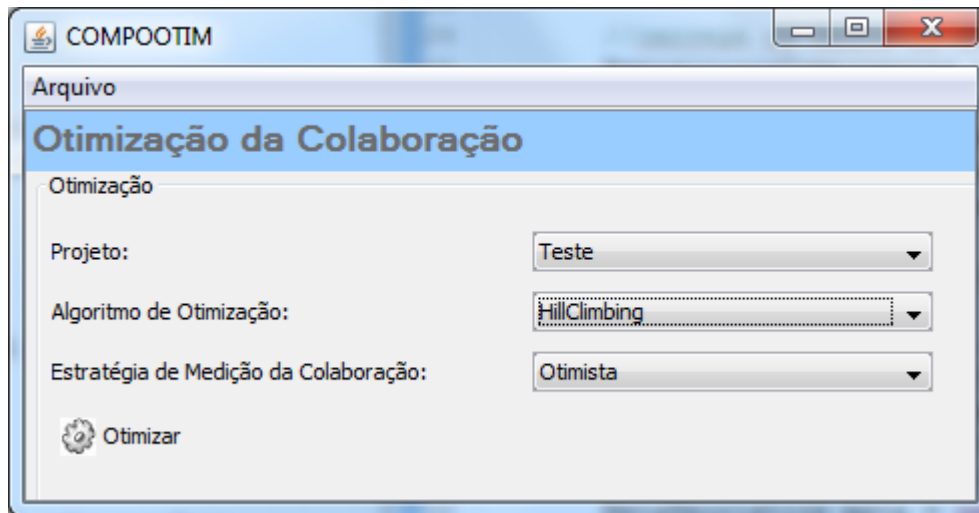 COMPOOTIM
Arquivo
Otimização da Colaboração
Otimização
Projeto: Teste
Algoritmo de Otimização: HillClimbing
Estratégia de Medição da Colaboração: Otimista
Otimizar